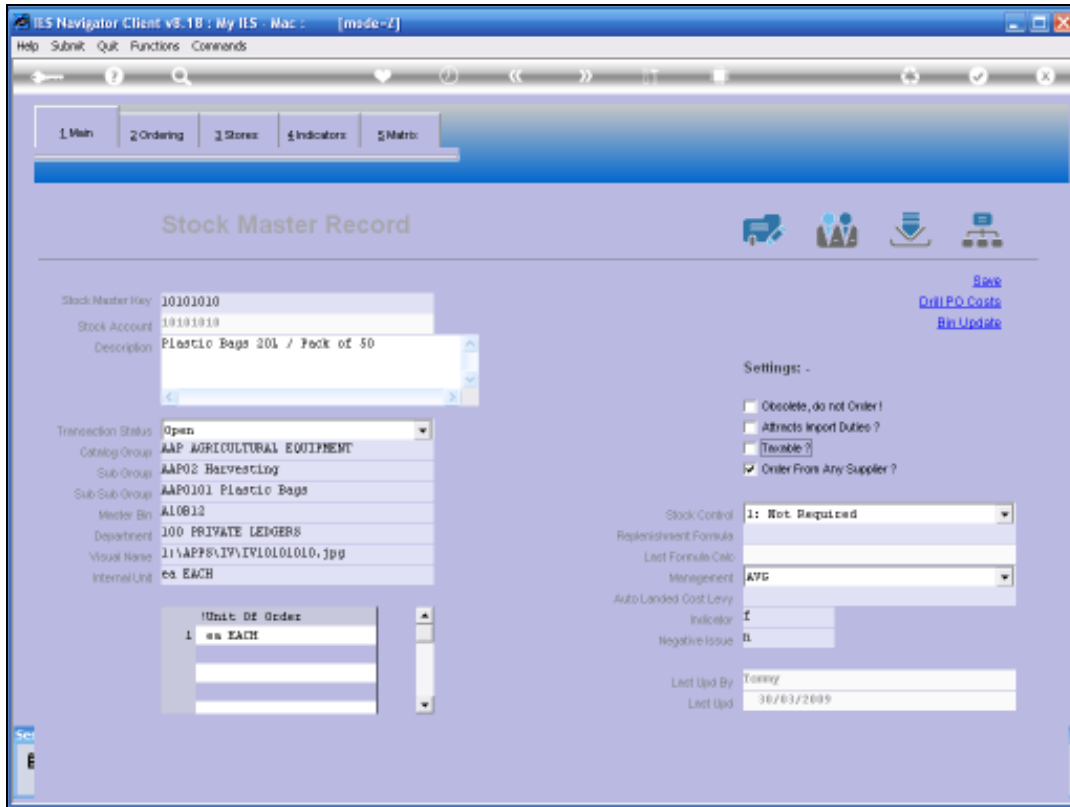 IES Navigator Client v8.1B : My IES - Mac : [mode=Z]
Help Submit Quit Functions Commands
1 Main 2 Ordering 3 Stores 4 Indicators 5 Matrix
Stock Master Record
Save
Stock Master Key 10101010
Drill PO Costs
Stock Account 10101010
Bin Update
Description Plastic Bags 20L / Pack of 50
Settings: -
Obsolete, do not Order !
Transaction Status Open
Attracts Import Duties ?
Catalog Group AAP AGRICULTURAL EQUIPMENT
Taxable ?
Sub Group AAP02 Harvesting
Order From Any Supplier ?
Sub Sub Group AAP0101 Plastic Bags
Master Bin A10B12
Stock Control 1: Not Required
Department 100 PRIVATE LEDGERS
Replenishment Formula
Visual Name 1:\APPS\IV\IV10101010.jpg
Last Formula Calc
Internal Unit ea EACH
Management AVG
Auto Landed Cost Levy
!Unit Of Order
Indicator f
1 ea EACH
Negative Issue n
Last Upd By Tommy
Last Upd 30/03/2009